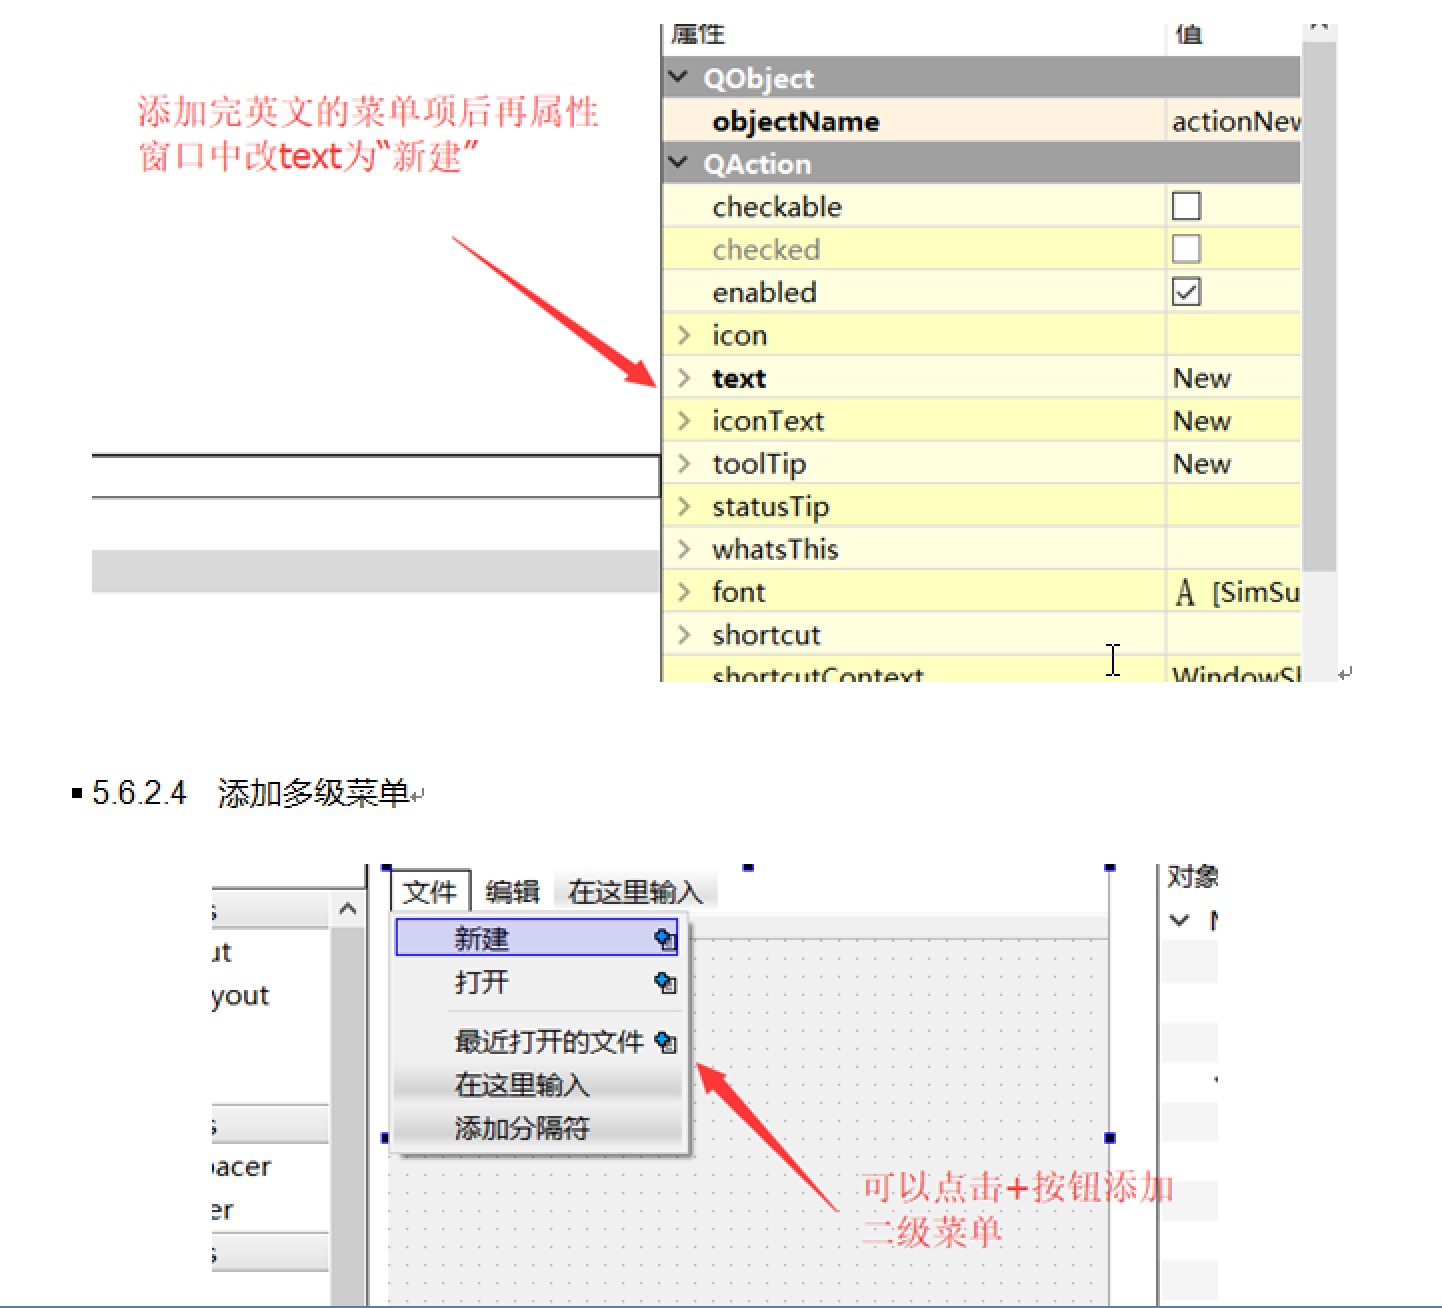 属性 值
QObject
添加完英文的菜单项后再属性
窗口中改text为“新建”
objectName actionNew
QAction
checkable
checked
enabled
icon
text New
iconText New
toolTip New
statusTip
whatsThis
font A [SimSu
shortcut
shortcutContext WindowSh
5.6.2.4 添加多级菜单
文件 编辑 在这里输入
对象
新建
打开
最近打开的文件
在这里输入
添加分隔符
ut
yout
acer
er
可以点击+按钮添加
二级菜单